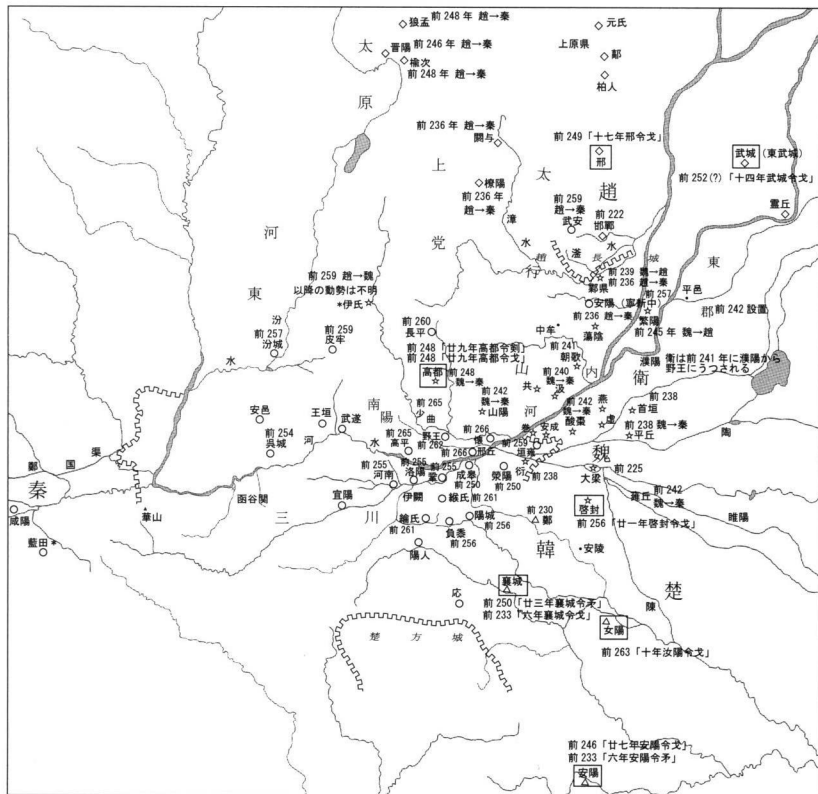 狼孟
前248年 趙→秦
元氏
太
原
晋陽
前246年 趙→秦
楡次
前248年 趙→秦
上原県
鄗
柏人
前236年 趙→秦
閼与
前249「十七年邢令戈」
邢
武城
(東武城)
前252(?)「十四年武城令戈」
霊丘
上
党
橑陽
前236年
趙→秦
漳
水
太
行
山
趙
前259
趙→秦
武安
前222
邯鄲
滏
水
趙
長
城
河
東
前259 趙→魏
以降の動勢は不明
*伊氏
前239 魏→趙
前236 趙→秦
鄴県
安陽(寧新中)
前257
前236 趙→秦
蕩陰
繁陽
前245年 魏→趙
平邑
東
郡
前242設置
汾
水
前257
汾城
前259
皮牢
前260
長平
中牟
前241
朝歌
濮陽
衛は前241年に濮陽から
野王にうつされる
衛
前248「廿九年高都令剣」
前248「廿九年高都令戈」
高都
前248
魏→秦
前240
魏→秦
共
汲
河
内
前242
魏→秦
山陽
前242
魏→秦
酸棗
燕
虚
前238
首垣
前238 魏→秦
平丘
陶
安邑
前254
呉城
王垣
武遂
河
水
南
陽
前265
少曲
前265
高平
野王
前262
前266
懐
前266
邢丘
巻
安成
前259
垣雍
衍
前238
魏
大梁
前225
鄭
国
渠
秦
咸陽
藍田*
華山
函谷関
宜陽
三
川
前255
河南
前255
洛陽
伊闕
鞏
前255
前250
成皋
滎陽
前250
緱氏
前261
綸氏
前261
負黍
前256
陽城
前256
陽人
前230
鄭
韓
安陵
啓封
前256「廿一年啓封令戈」
雍丘
前242
魏→秦
睢陽
楚
陳
応
襄城
前250「廿三年襄城令矛」
前233「六年襄城令戈」
女陽
前263「十年汝陽令戈」
楚
方
城
前246「廿七年安陽令戈」
前233「六年安陽令矛」
安陽